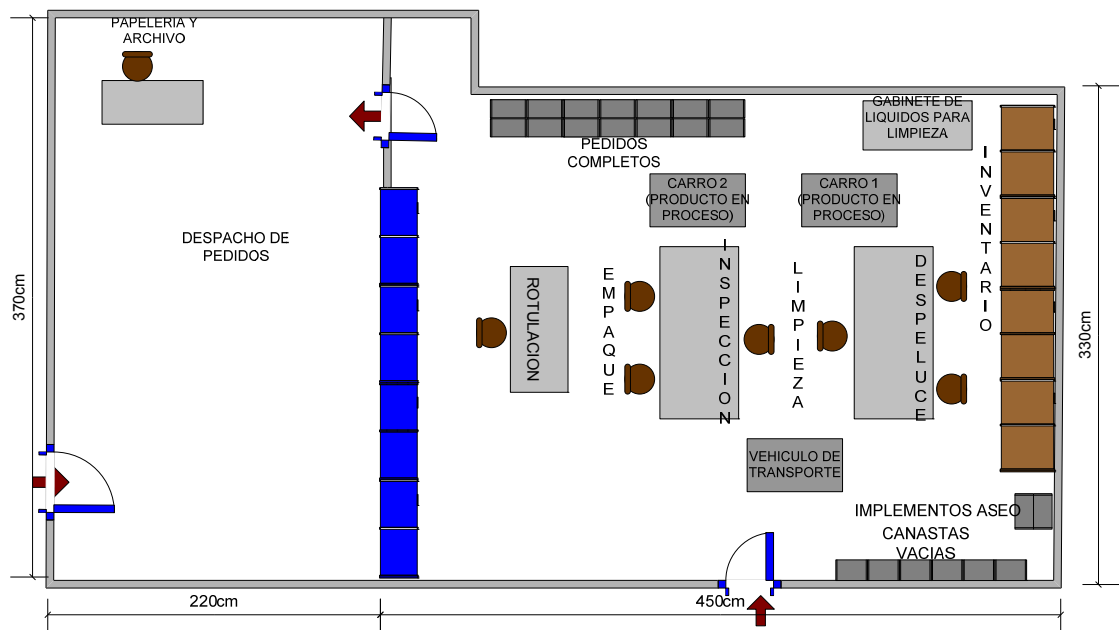 PAPELERIA Y
ARCHIVO
DESPACHO DE
PEDIDOS
PEDIDOS
COMPLETOS
GABINETE DE
LIQUIDOS PARA
LIMPIEZA
CARRO 2
(PRODUCTO EN
PROCESO)
CARRO 1
(PRODUCTO EN
PROCESO)
INVENTARIO
ROTULACION
EMPAQUE
INSPECCION
LIMPIEZA
DESPELUCE
VEHICULO DE
TRANSPORTE
IMPLEMENTOS ASEO
CANASTAS
VACIAS
370cm
330cm
220cm
450cm